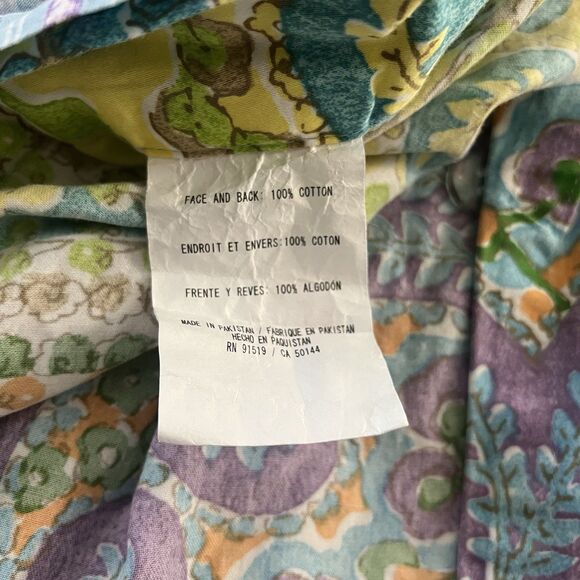 FACE AND BACK: 100% COTTON
ENDROIT ET ENVERS:100% COTON
FRENTE Y REVES: 100% ALGODÓN
MADE IN PAKISTAN / FABRIQUE EN PAKISTAN
HECHO EN PAQUISTAN
RN 91519 / CA 50144